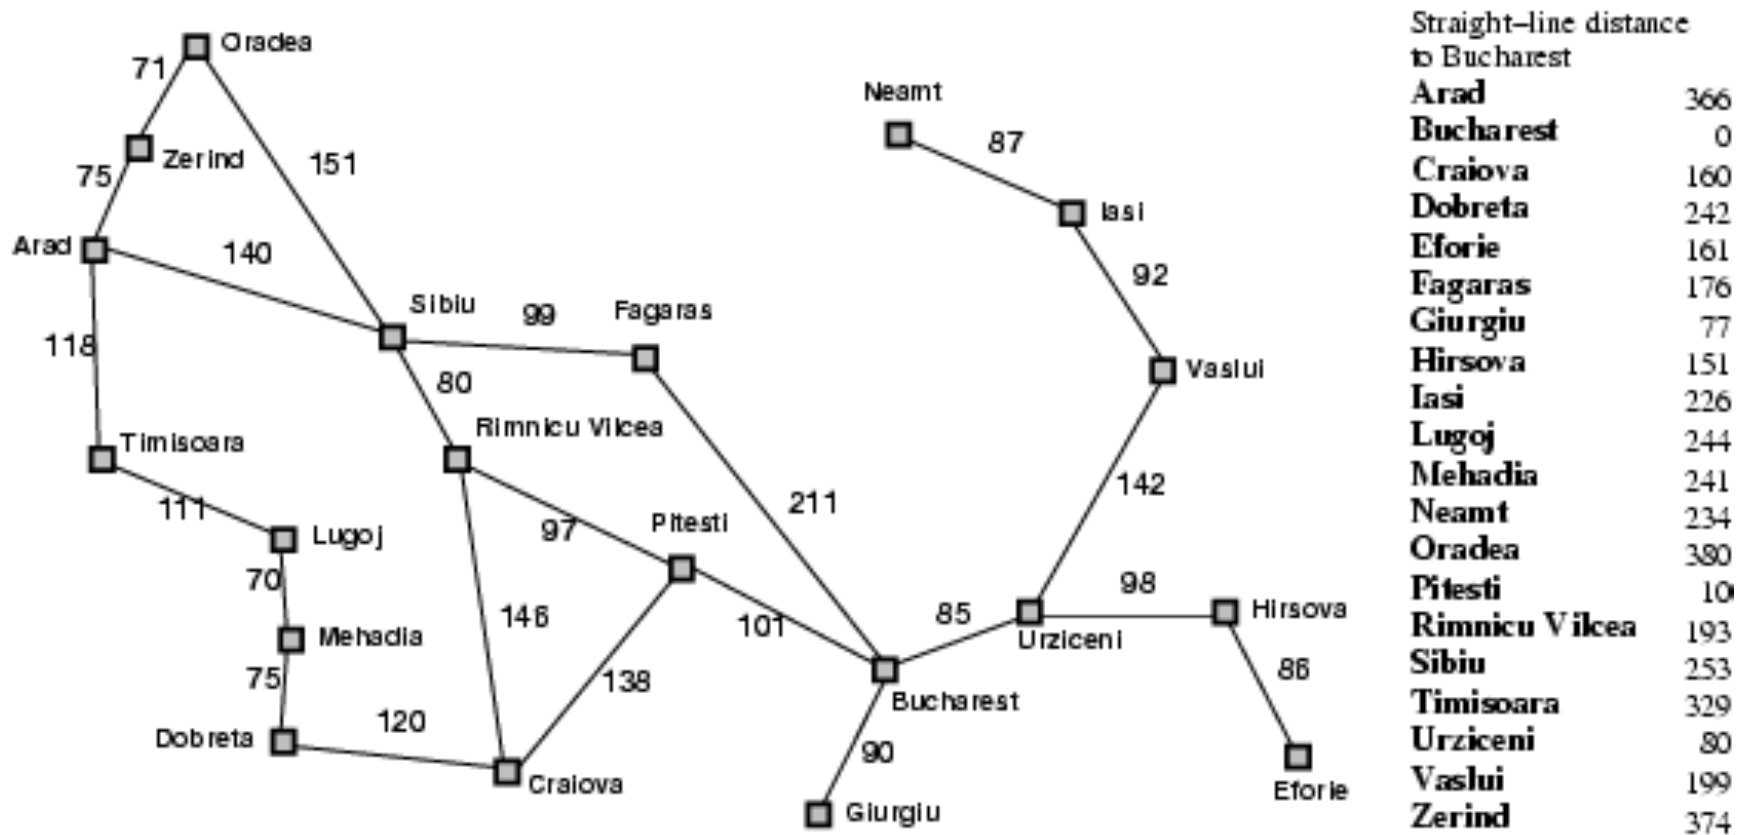 Oradea
71
Zerind
75
151
Arad
140
118
Sibiu
99
Fagaras
80
Timisoara
Rimnicu Vilcea
111
Lugoj
97
Pitesti
211
70
Mehadia
146
101
75
138
Dobreta
120
Craiova
Bucharest
90
Giurgiu
Neamt
87
Iasi
92
Vaslui
142
85
98
Urziceni
Hirsova
86
Eforie
Straight–line distance
to Bucharest
Arad 366
Bucharest 0
Craiova 160
Dobreta 242
Eforie 161
Fagaras 176
Giurgiu 77
Hirsova 151
Iasi 226
Lugoj 244
Mehadia 241
Neamt 234
Oradea 380
Pitesti 10
Rimnicu Vilcea 193
Sibiu 253
Timisoara 329
Urziceni 80
Vaslui 199
Zerind 374